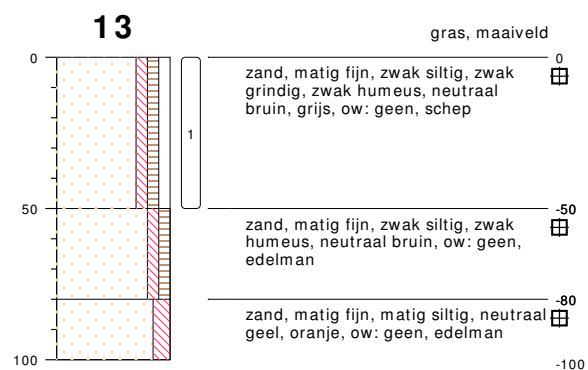 13
gras, maaiveld
0
0
zand, matig fijn, zwak siltig, zwak
grindig, zwak humeus, neutraal
bruin, grijs, ow: geen, schep
1
50
-50
zand, matig fijn, zwak siltig, zwak
humeus, neutraal bruin, ow: geen,
edelman
-80
zand, matig fijn, matig siltig, neutraal
geel, oranje, ow: geen, edelman
100
-100